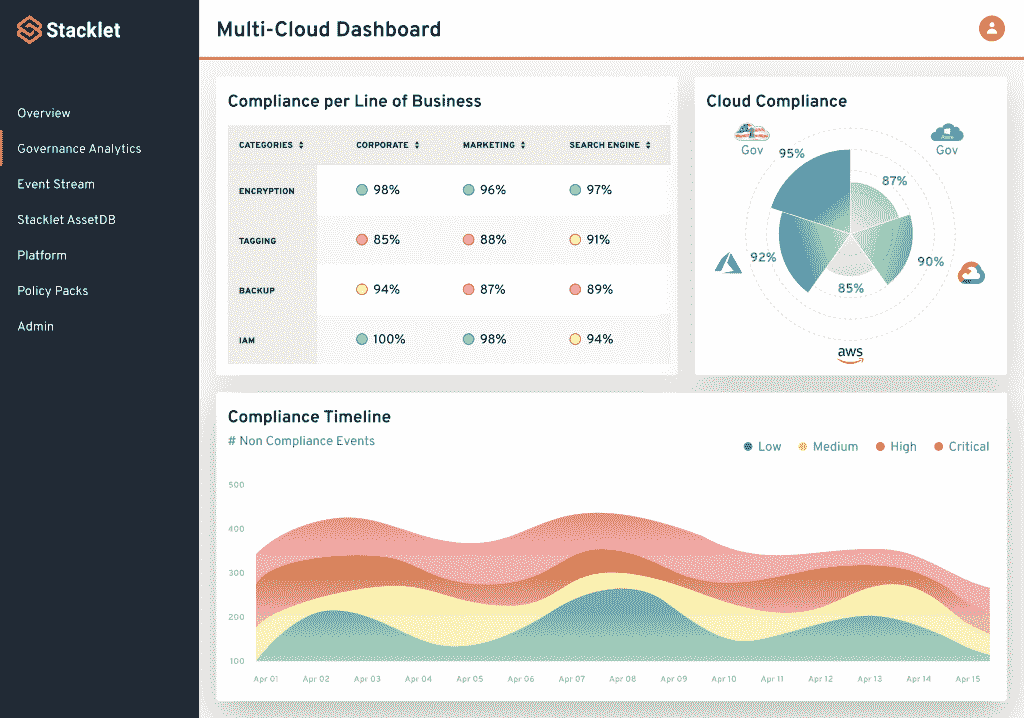 Stacklet
Multi-Cloud Dashboard
Overview
Governance Analytics
Event Stream
Stacklet AssetDB
Platform
Policy Packs
Admin
Compliance per Line of Business
CATEGORIES CORPORATE MARKETING SEARCH ENGINE
ENCRYPTION 98% 96% 97%
TAGGING 85% 88% 91%
BACKUP 94% 87% 89%
IAM 100% 98% 94%
Cloud Compliance
Gov
Gov
95%
87%
92%
90%
85%
aws
Compliance Timeline
# Non Compliance Events
Low Medium High Critical
500
400
300
200
100
Apr 01 Apr 02 Apr 03 Apr 04 Apr 05 Apr 06 Apr 07 Apr 08 Apr 09 Apr 10 Apr 11 Apr 12 Apr 13 Apr 14 Apr 15